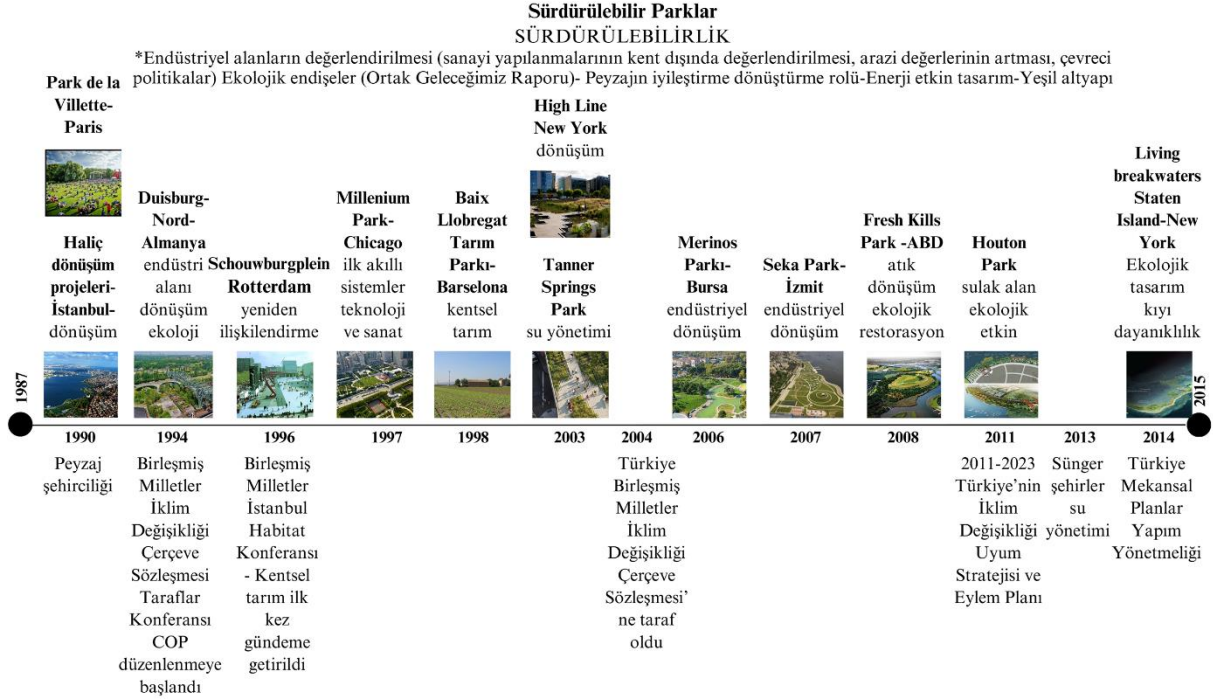 Sürdürülebilir Parklar
SÜRDÜRÜLEBİLİRLİK
*Endüstriyel alanların değerlendirilmesi (sanayi yapılanmalarının kent dışında değerlendirilmesi, arazi değerlerinin artması, çevreci
politikalar) Ekolojik endişeler (Ortak Geleceğimiz Raporu)- Peyzajın iyileştirme dönüştürme rolü-Enerji etkin tasarım-Yeşil altyapı
Park de la
Villette-
Paris
Haliç
dönüşüm
projeleri-
İstanbul-
dönüşüm
Duisburg-
Nord-
Almanya
endüstri
alanı
dönüşüm
ekoloji
Schouwburgplein
Rotterdam
yeniden
ilişkilendirme
Millenium
Park-
Chicago
ilk akıllı
sistemler
teknoloji
ve sanat
Baix
Llobregat
Tarım
Parkı-
Barselona
kentsel
tarım
High Line
New York
dönüşüm
Tanner
Springs
Park
su yönetimi
Merinos
Parkı-
Bursa
endüstriyel
dönüşüm
Seka Park-
İzmit
endüstriyel
dönüşüm
Fresh Kills
Park -ABD
atık
dönüşüm
ekolojik
restorasyon
Houton
Park
sulak alan
ekolojik
etkin
Living
breakwaters
Staten
Island-New
York
Ekolojik
tasarım
kıyı
dayanıklılık
1987
2015
1990
1994
1996
1997
1998
2003
2004
2006
2007
2008
2011
2013
2014
Peyzaj
şehirciliği
Birleşmiş
Milletler
İklim
Değişikliği
Çerçeve
Sözleşmesi
Taraflar
Konferansı
COP
düzenlenmeye
başlandı
Birleşmiş
Milletler
İstanbul
Habitat
Konferansı
- Kentsel
tarım ilk
kez
gündeme
getirildi
Türkiye
Birleşmiş
Milletler
İklim
Değişikliği
Çerçeve
Sözleşmesi’
ne taraf
oldu
2011-2023
Türkiye’nin
İklim
Değişikliği
Uyum
Stratejisi ve
Eylem Planı
Sünger
şehirler
su
yönetimi
Türkiye
Mekansal
Planlar
Yapım
Yönetmeliği